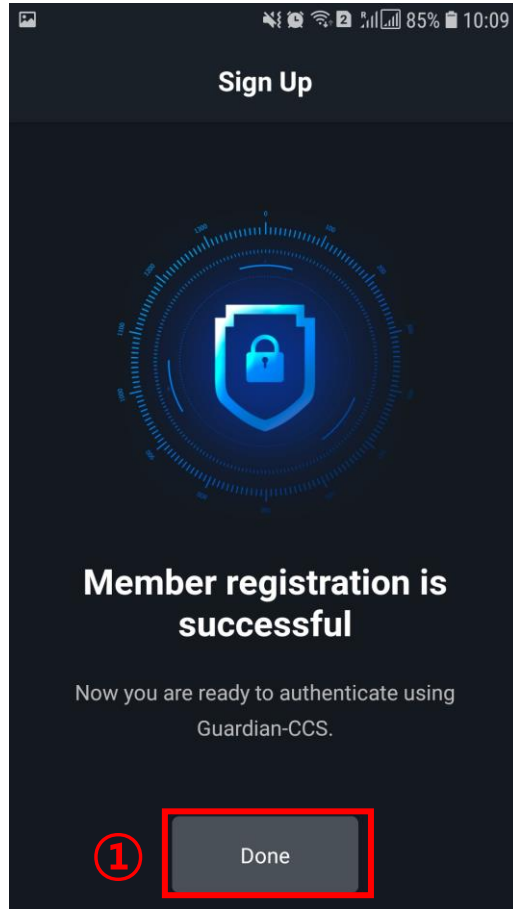 2 R 85% 10:09
Sign Up
Member registration is
successful
Now you are ready to authenticate using
Guardian-CCS.
① Done